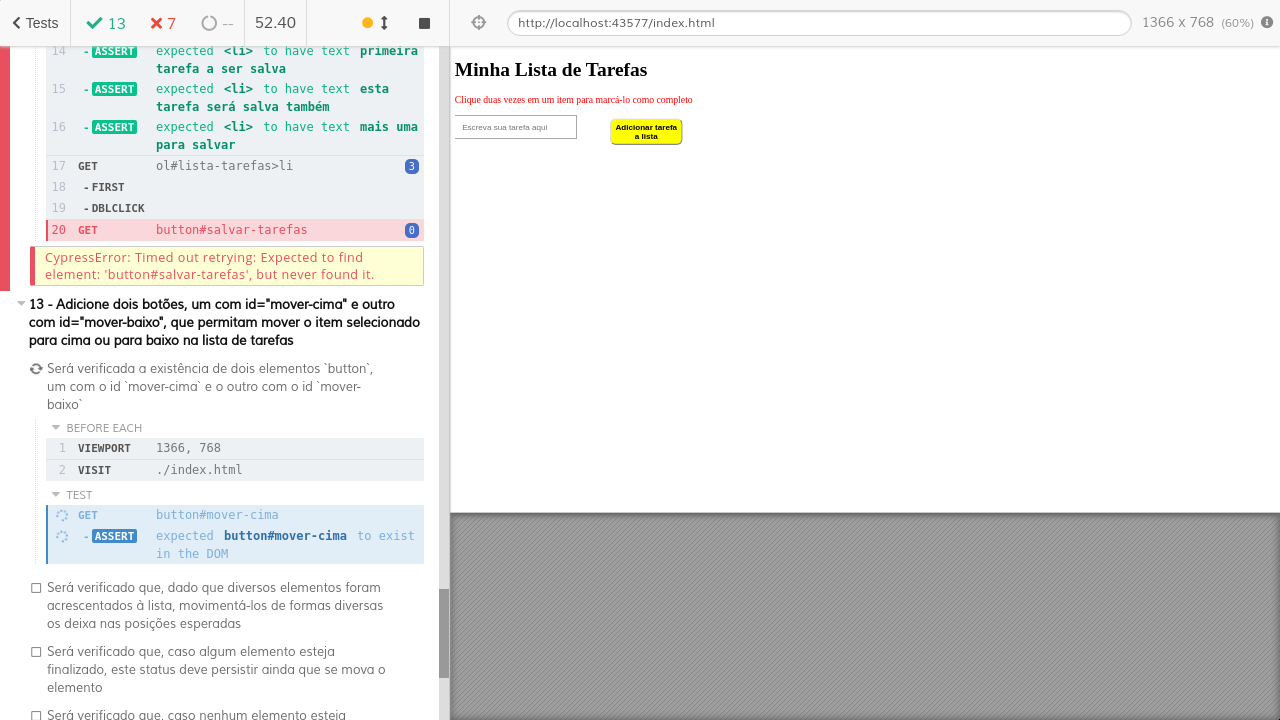 Tests
13
7
--
52.40
http://localhost:43577/index.html
1366 x 768 (60%)
14 - ASSERT expected <li> to have text primeira
tarefa a ser salva
15 - ASSERT expected <li> to have text esta
tarefa será salva também
16 - ASSERT expected <li> to have text mais uma
para salvar
17 GET ol#lista-tarefas>li 3
18 - FIRST
19 - DBLCLICK
20 GET button#salvar-tarefas 0
CypressError: Timed out retrying: Expected to find
element: 'button#salvar-tarefas', but never found it.
13 - Adicione dois botões, um com id="mover-cima" e outro
com id="mover-baixo", que permitam mover o item selecionado
para cima ou para baixo na lista de tarefas
Será verificada a existência de dois elementos `button`,
um com o id `mover-cima` e o outro com o id `mover-
baixo`
BEFORE EACH
1 VIEWPORT 1366, 768
2 VISIT ./index.html
TEST
GET button#mover-cima
- ASSERT expected button#mover-cima to exist
in the DOM
Será verificado que, dado que diversos elementos foram
acrescentados à lista, movimentá-los de formas diversas
os deixa nas posições esperadas
Será verificado que, caso algum elemento esteja
finalizado, este status deve persistir ainda que se mova o
elemento
Será verificado que, caso nenhum elemento esteja
Minha Lista de Tarefas
Clique duas vezes em um item para marcá-lo como completo
Escreva sua tarefa aqui
Adicionar tarefa
a lista